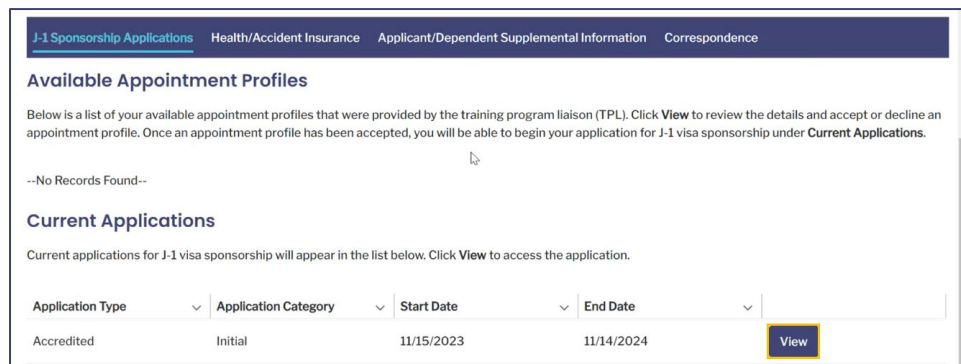 J-1 Sponsorship Applications Health/Accident Insurance Applicant/Dependent Supplemental Information Correspondence
Available Appointment Profiles
Below is a list of your available appointment profiles that were provided by the training program liaison (TPL). Click View to review the details and accept or decline an
appointment profile. Once an appointment profile has been accepted, you will be able to begin your application for J-1 visa sponsorship under Current Applications.
--No Records Found--
Current Applications
Current applications for J-1 visa sponsorship will appear in the list below. Click View to access the application.
Application Type Application Category Start Date End Date
Accredited Initial 11/15/2023 11/14/2024 View